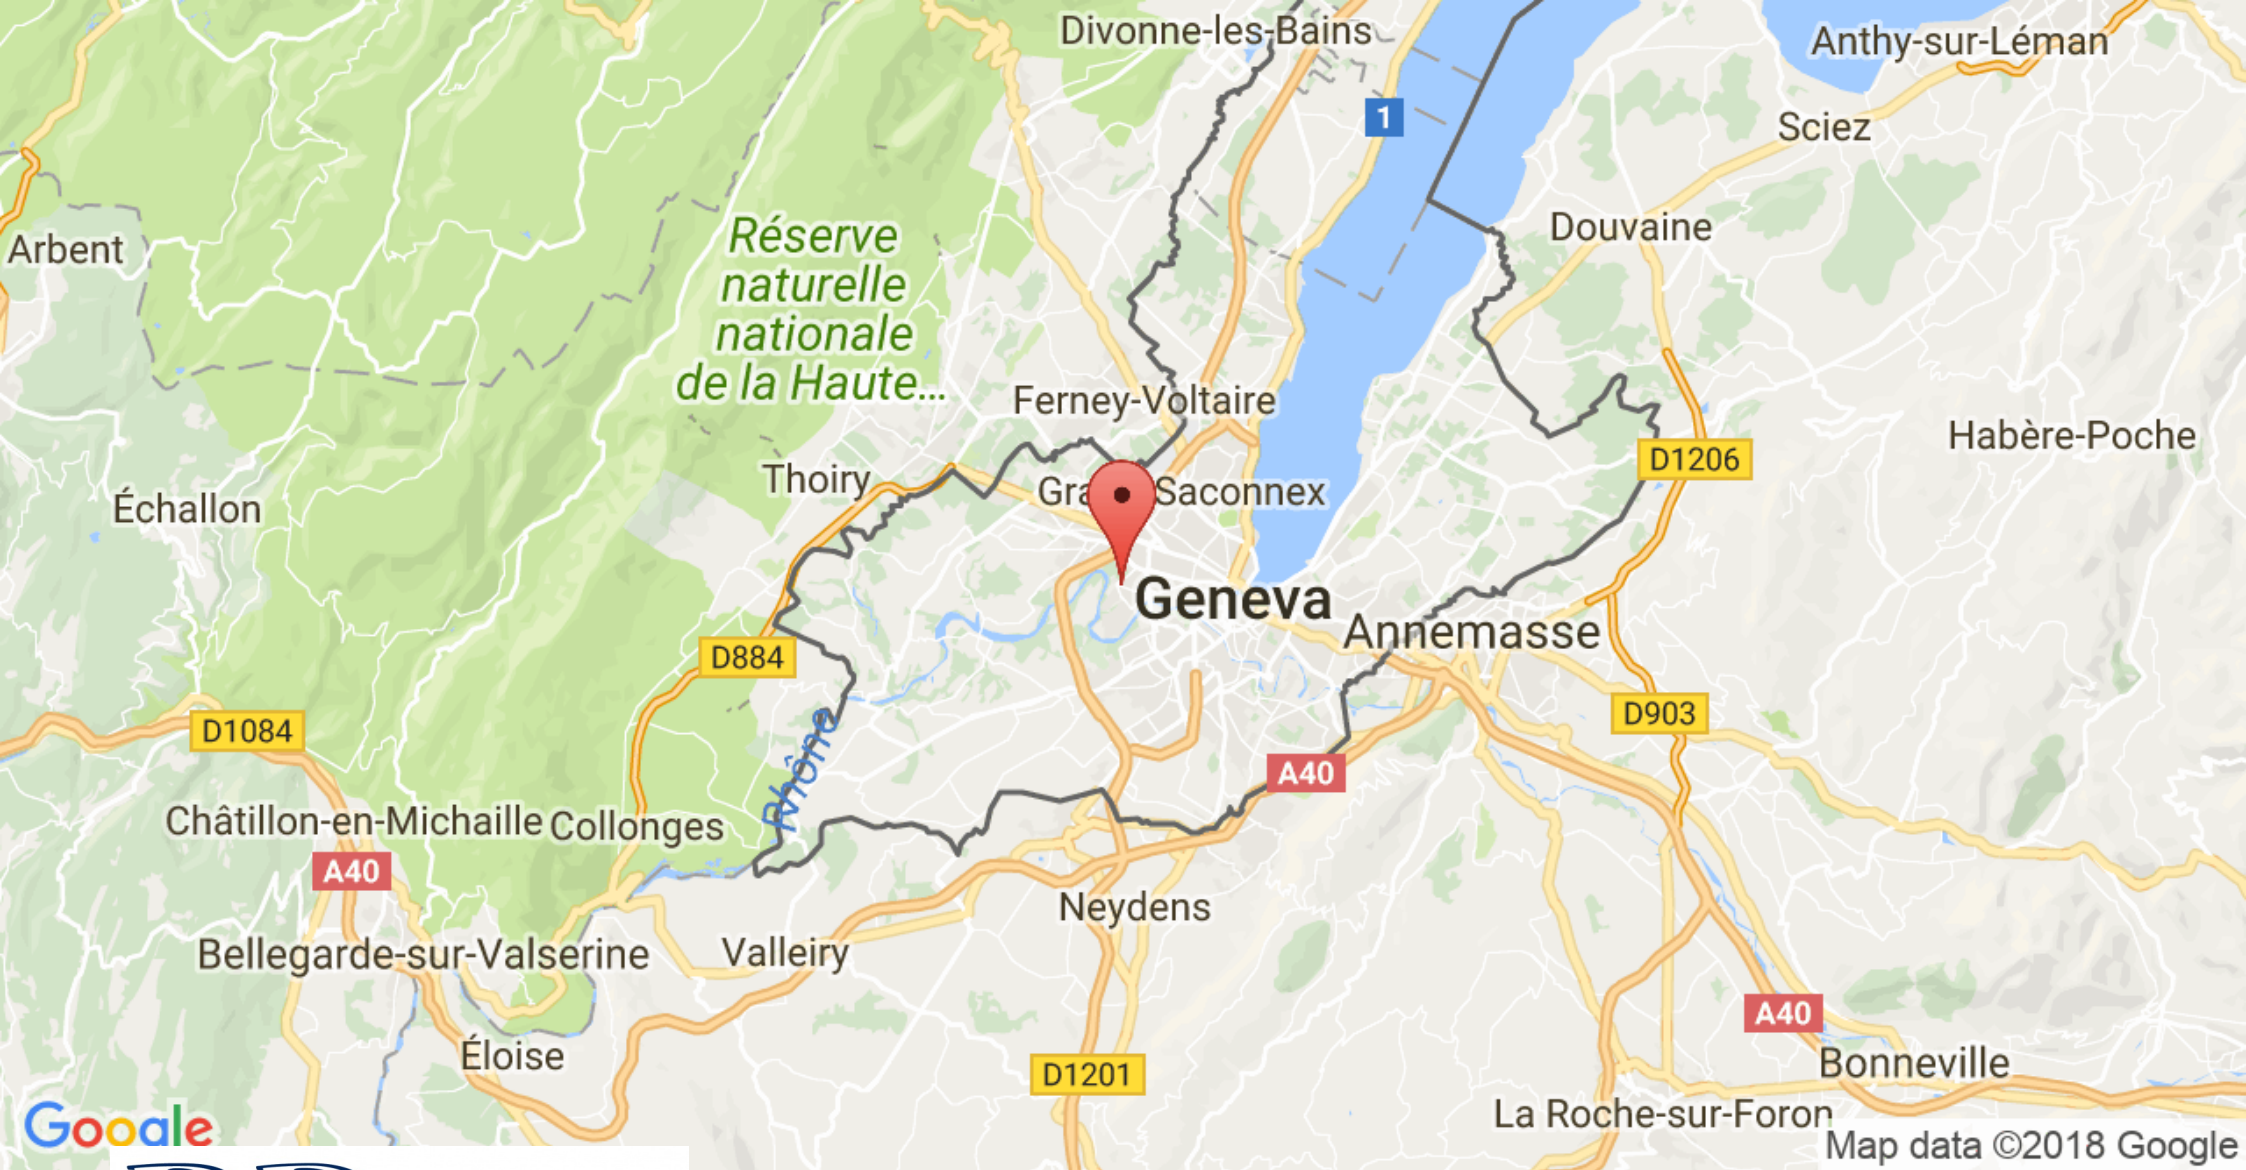 Divonne-les-Bains
Anthy-sur-Léman
1
Sciez
Arbent
Réserve
naturelle
nationale
de la Haute...
Douvaine
Ferney-Voltaire
Habère-Poche
D1206
Thoiry
Gra Saconnex
Échallon
Geneva
Annemasse
D884
D903
D1084
Rhône
A40
Châtillon-en-Michaille
Collonges
A40
Neydens
Bellegarde-sur-Valserine
Valleiry
A40
Éloise
D1201
Bonneville
La Roche-sur-Foron
Google
Map data ©2018 Google